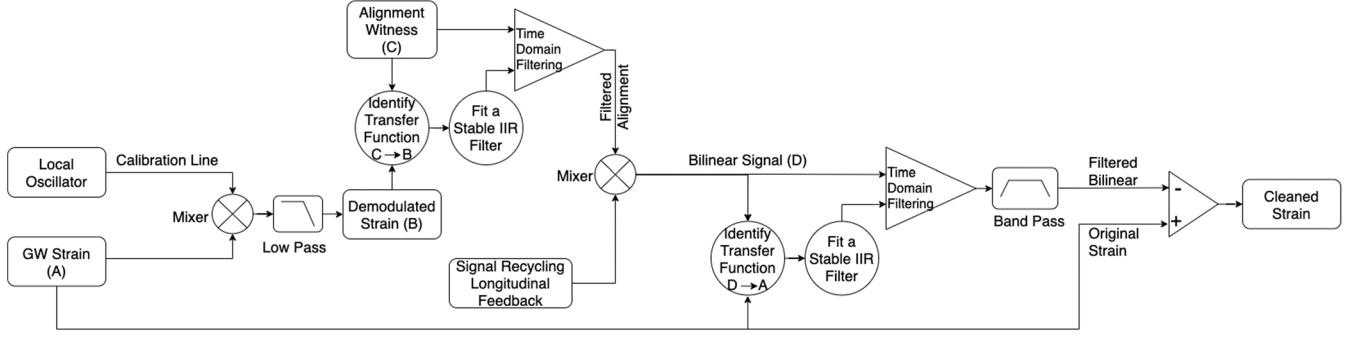 Alignment
Witness
(C)
Time
Domain
Filtering
Filtered
Alignment
Identify
Transfer
Function
C→B
Fit a
Stable IIR
Filter
Local
Oscillator
Calibration Line
Mixer
Low Pass
Demodulated
Strain (B)
GW Strain
(A)
Mixer
Signal Recycling
Longitudinal
Feedback
Bilinear Signal (D)
Time
Domain
Filtering
Identify
Transfer
Function
D→A
Fit a
Stable IIR
Filter
Band Pass
Filtered
Bilinear
-
+
Original
Strain
Cleaned
Strain